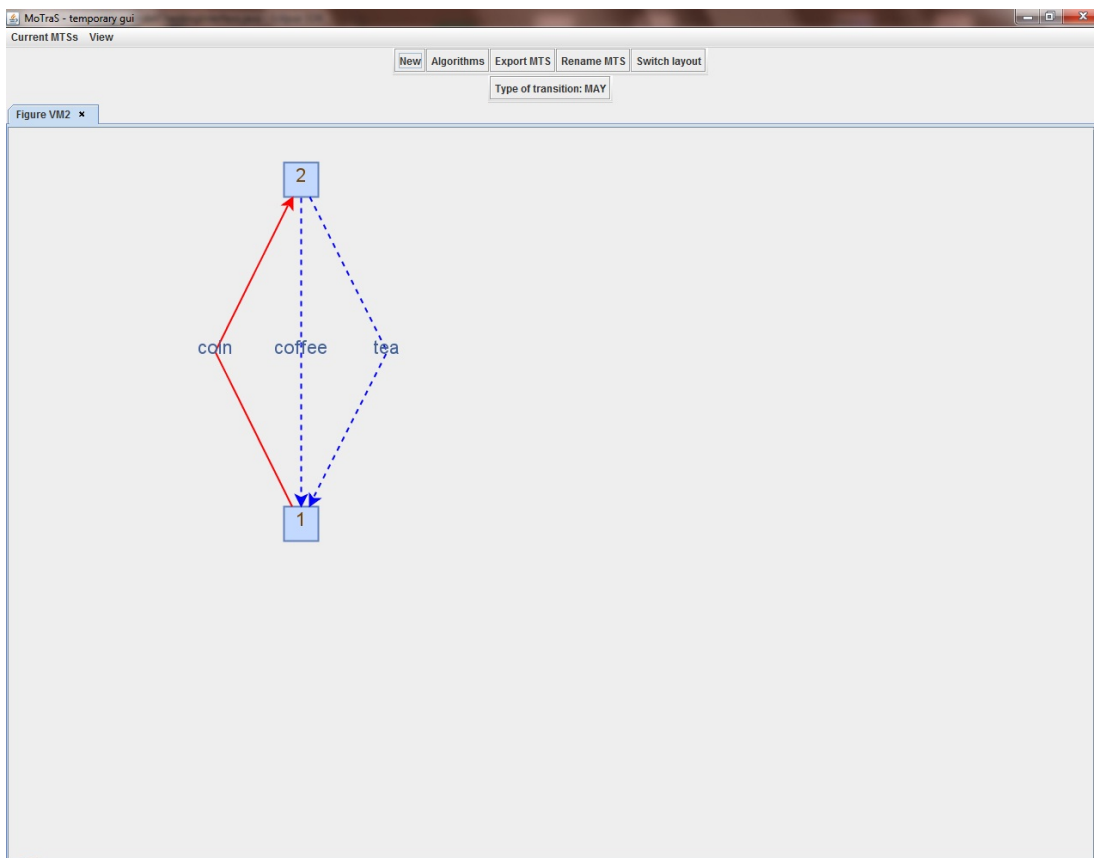 MoTraS - temporary gui
Current MTSs View
New Algorithms Export MTS Rename MTS Switch layout
Type of transition: MAY
Figure VM2 ×
2
coin coffee tea
1